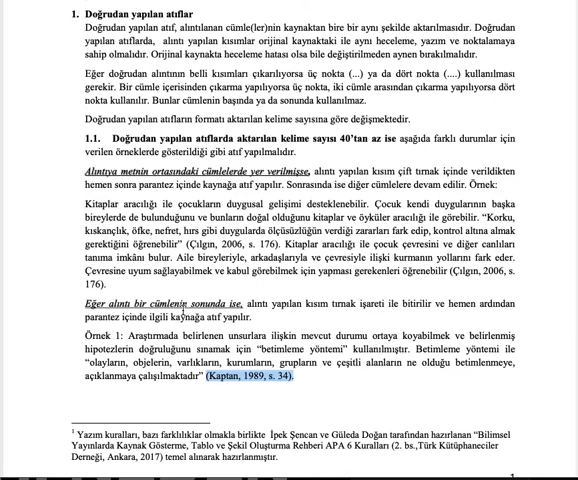 1. Doğrudan yapılan atıflar
Doğrudan yapılan atıf, alıntılanan cümle(ler)nin kaynaktan bire bir aynı şekilde aktarılmasıdır. Doğrudan
yapılan atıflarda, alıntı yapılan kısımlar orijinal kaynaktaki ile aynı heceleme, yazım ve noktalamaya
sahip olmalıdır. Orijinal kaynakta heceleme hatası olsa bile değiştirilmeden aynen bırakılmalıdır.
Eğer doğrudan alıntının belli kısımları çıkarılıyorsa üç nokta (...) ya da dört nokta (....) kullanılması
gerekir. Bir cümle içerisinden çıkarma yapılıyorsa üç nokta, iki cümle arasından çıkarma yapılıyorsa dört
nokta kullanılır. Bunlar cümlenin başında ya da sonunda kullanılmaz.
Doğrudan yapılan atıfların formatı aktarılan kelime sayısına göre değişmektedir.
1.1. Doğrudan yapılan atıflarda aktarılan kelime sayısı 40’tan az ise aşağıda farklı durumlar için
verilen örneklerde gösterildiği gibi atıf yapılmalıdır.
Alıntıya metnin ortasındaki cümlelerde yer verilmişse, alıntı yapılan kısım çift tırnak içinde verildikten
hemen sonra parantez içinde kaynağa atıf yapılır. Sonrasında ise diğer cümlelere devam edilir. Örnek:
Kitaplar aracılığı ile çocukların duygusal gelişimi desteklenebilir. Çocuk kendi duygularının başka
bireylerde de bulunduğunu ve bunların doğal olduğunu kitaplar ve öyküler aracılığı ile görebilir. “Korku,
kıskançlık, öfke, nefret, hırs gibi duygularda ölçüsüzlüğün verdiği zararları fark edip, kontrol altına almak
gerektiğini öğrenebilir” (Çılgın, 2006, s. 176). Kitaplar aracılığı ile çocuk çevresini ve diğer canlıları
tanıma imkânı bulur. Aile bireyleriyle, arkadaşlarıyla ve çevresiyle ilişki kurmanın yollarını fark eder.
Çevresine uyum sağlayabilmek ve kabul görebilmek için yapması gerekenleri öğrenebilir (Çılgın, 2006, s.
176).
Eğer alıntı bir cümlenin sonunda ise, alıntı yapılan kısım tırnak işareti ile bitirilir ve hemen ardından
parantez içinde ilgili kaynağa atıf yapılır.
Örnek 1: Araştırmada belirlenen unsurlara ilişkin mevcut durumu ortaya koyabilmek ve belirlenmiş
hipotezlerin doğruluğunu sınamak için “betimleme yöntemi” kullanılmıştır. Betimleme yöntemi ile
“olayların, objelerin, varlıkların, kurumların, grupların ve çeşitli alanların ne olduğu betimlenmeye,
açıklanmaya çalışılmaktadır” (Kaptan, 1989, s. 34).
1 Yazım kuralları, bazı farklılıklar olmakla birlikte İpek Şencan ve Güleda Doğan tarafından hazırlanan “Bilimsel
Yayınlarda Kaynak Gösterme, Tablo ve Şekil Oluşturma Rehberi APA 6 Kuralları (2. bs.,Türk Kütüphaneciler
Derneği, Ankara, 2017) temel alınarak hazırlanmıştır.